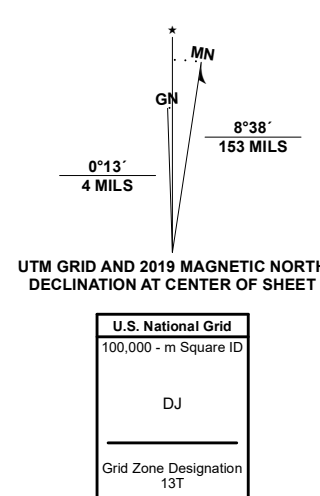 ★
MN
GN
8°38´
153 MILS
0°13´
4 MILS
UTM GRID AND 2019 MAGNETIC NORTH
DECLINATION AT CENTER OF SHEET
U.S. National Grid
100,000 - m Square ID
DJ
Grid Zone Designation
13T